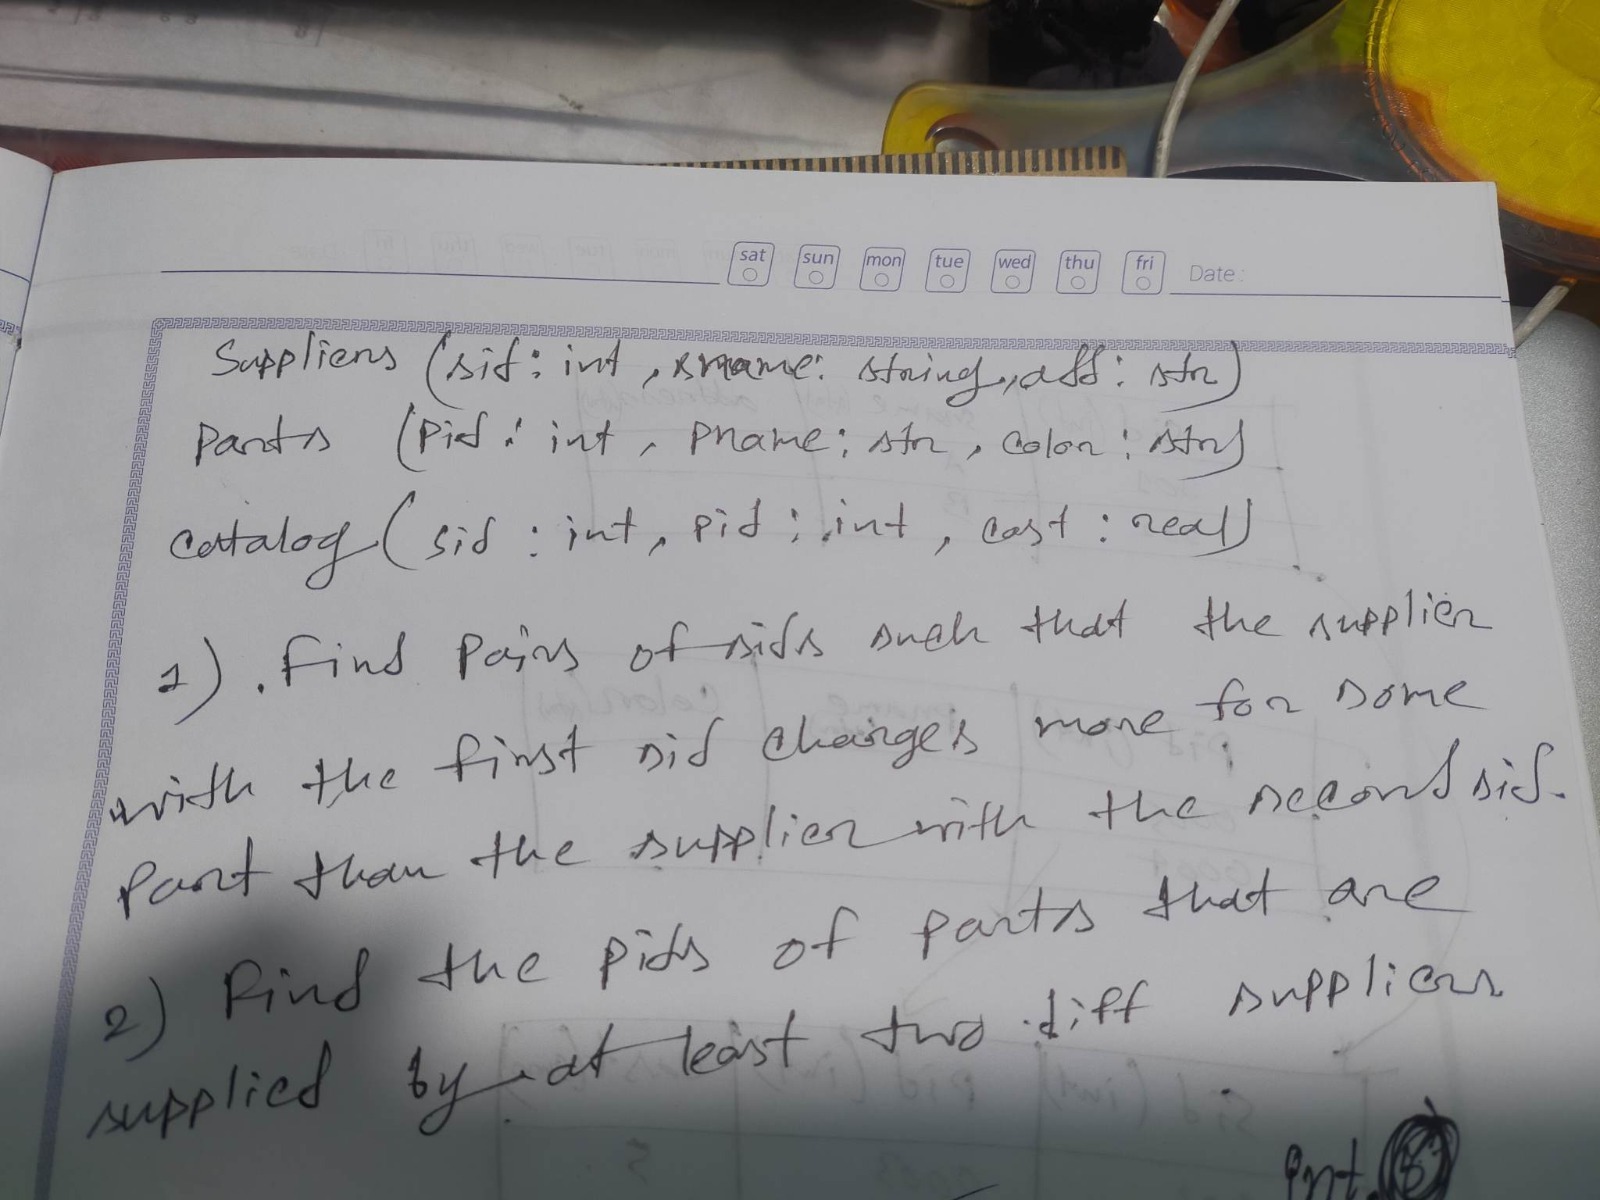 sat sun mon tue wed thu fri Date:
Suppliers (sid: int, sname: string, add: str)
Parts (Pid: int, Pname: str, color: str)
Catalog (sid: int, pid: int, cost: real)
1). Find Pairs of sids such that the supplier
with the first sid charges more for some
Part than the supplier with the second sid.
2) Find the pids of parts that are
supplied by at least two diff suppliers